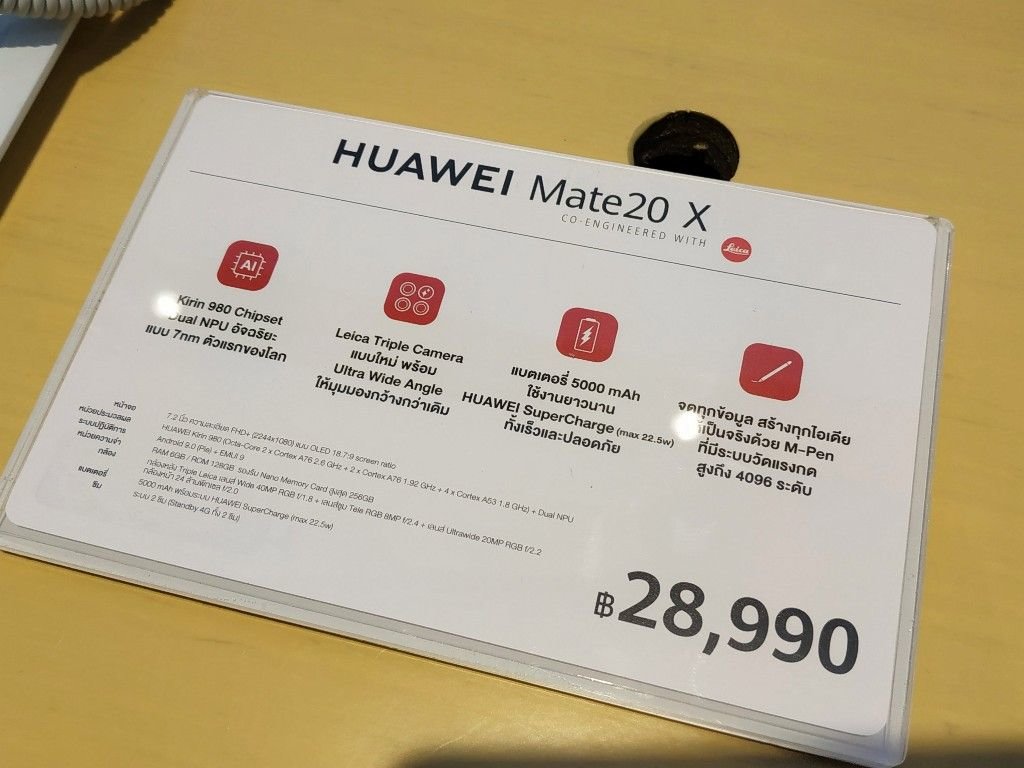 HUAWEI Mate20 X
CO-ENGINEERED WITH
Leica
AI
Kirin 980 Chipset
Dual NPU อัจฉริยะ
แบบ 7nm ตัวแรกของโลก
Leica Triple Camera
แบบใหม่ พร้อม
Ultra Wide Angle
ให้มุมมองกว้างกว่าเดิม
แบตเตอรี่ 5000 mAh
ใช้งานยาวนาน
HUAWEI SuperCharge (max 22.5w)
ทั้งเร็วและปลอดภัย
จดทุกข้อมูล สร้างทุกไอเดีย
เป็นจริงด้วย M-Pen
ที่มีระบบวัดแรงกด
สูงถึง 4096 ระดับ
หน้าจอ 7.2 นิ้ว ความละเอียด FHD+ (2244x1080) แบบ OLED 18.7:9 screen ratio
หน่วยประมวลผล HUAWEI Kirin 980 (Octa-Core 2 x Cortex A76 2.6 GHz + 2 x Cortex A76 1.92 GHz + 4 x Cortex A53 1.8 GHz) + Dual NPU
ระบบปฏิบัติการ Android 9.0 (Pie) + EMUI 9
หน่วยความจำ RAM 6GB / ROM 128GB รองรับ Nano Memory Card สูงสุด 256GB
กล้อง กล้องหลัง Triple Leica เลนส์ Wide 40MP RGB f/1.8 + เลนส์ซูม Tele RGB 8MP f/2.4 + เลนส์ Ultrawide 20MP RGB f/2.2
กล้องหน้า 24 ล้านพิกเซล f/2.0
แบตเตอรี่ 5000 mAh พร้อมระบบ HUAWEI SuperCharge (max 22.5w)
ซิม ระบบ 2 ซิม (Standby 4G ทั้ง 2 ซิม)
฿28,990